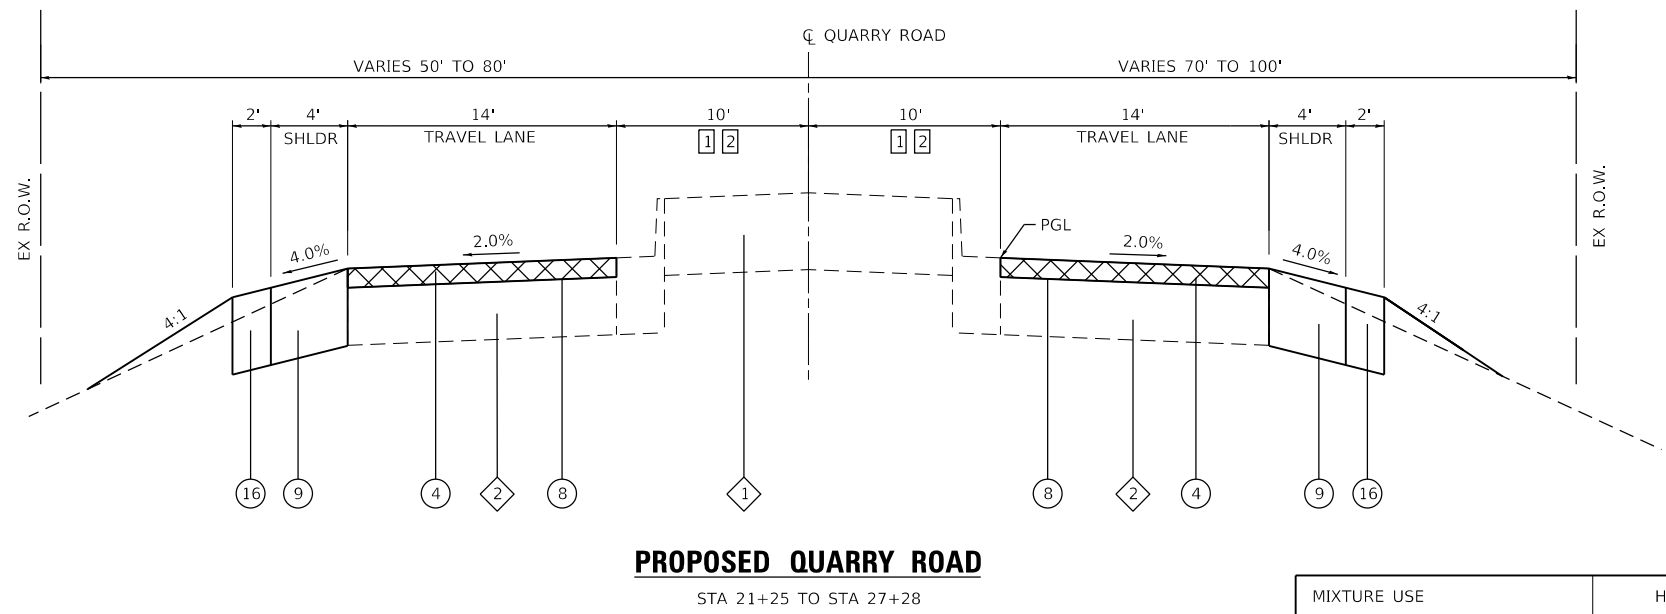 ℄ QUARRY ROAD
VARIES 50' TO 80'
VARIES 70' TO 100'
2'
4'
14'
10'
10'
14'
4'
2'
SHLDR
TRAVEL LANE
1 2
1 2
TRAVEL LANE
SHLDR
EX R.O.W.
EX R.O.W.
PGL
4.0%
2.0%
2.0%
4.0%
4:1
4:1
16
9
4
2
8
1
8
2
4
9
16
PROPOSED QUARRY ROAD
STA 21+25 TO STA 27+28
MIXTURE USE
H